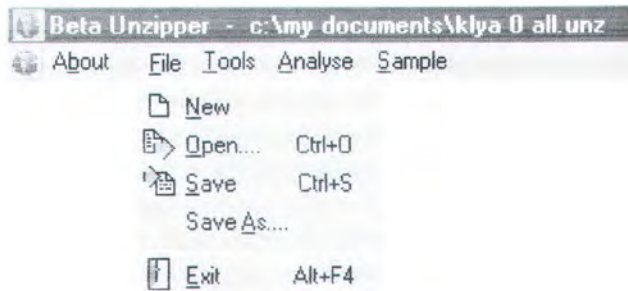 Beta Unzipper - c:\my documents\klya 0 all.unz
About File Tools Analyse Sample
New
Open.... Ctrl+O
Save Ctrl+S
Save As....
Exit Alt+F4